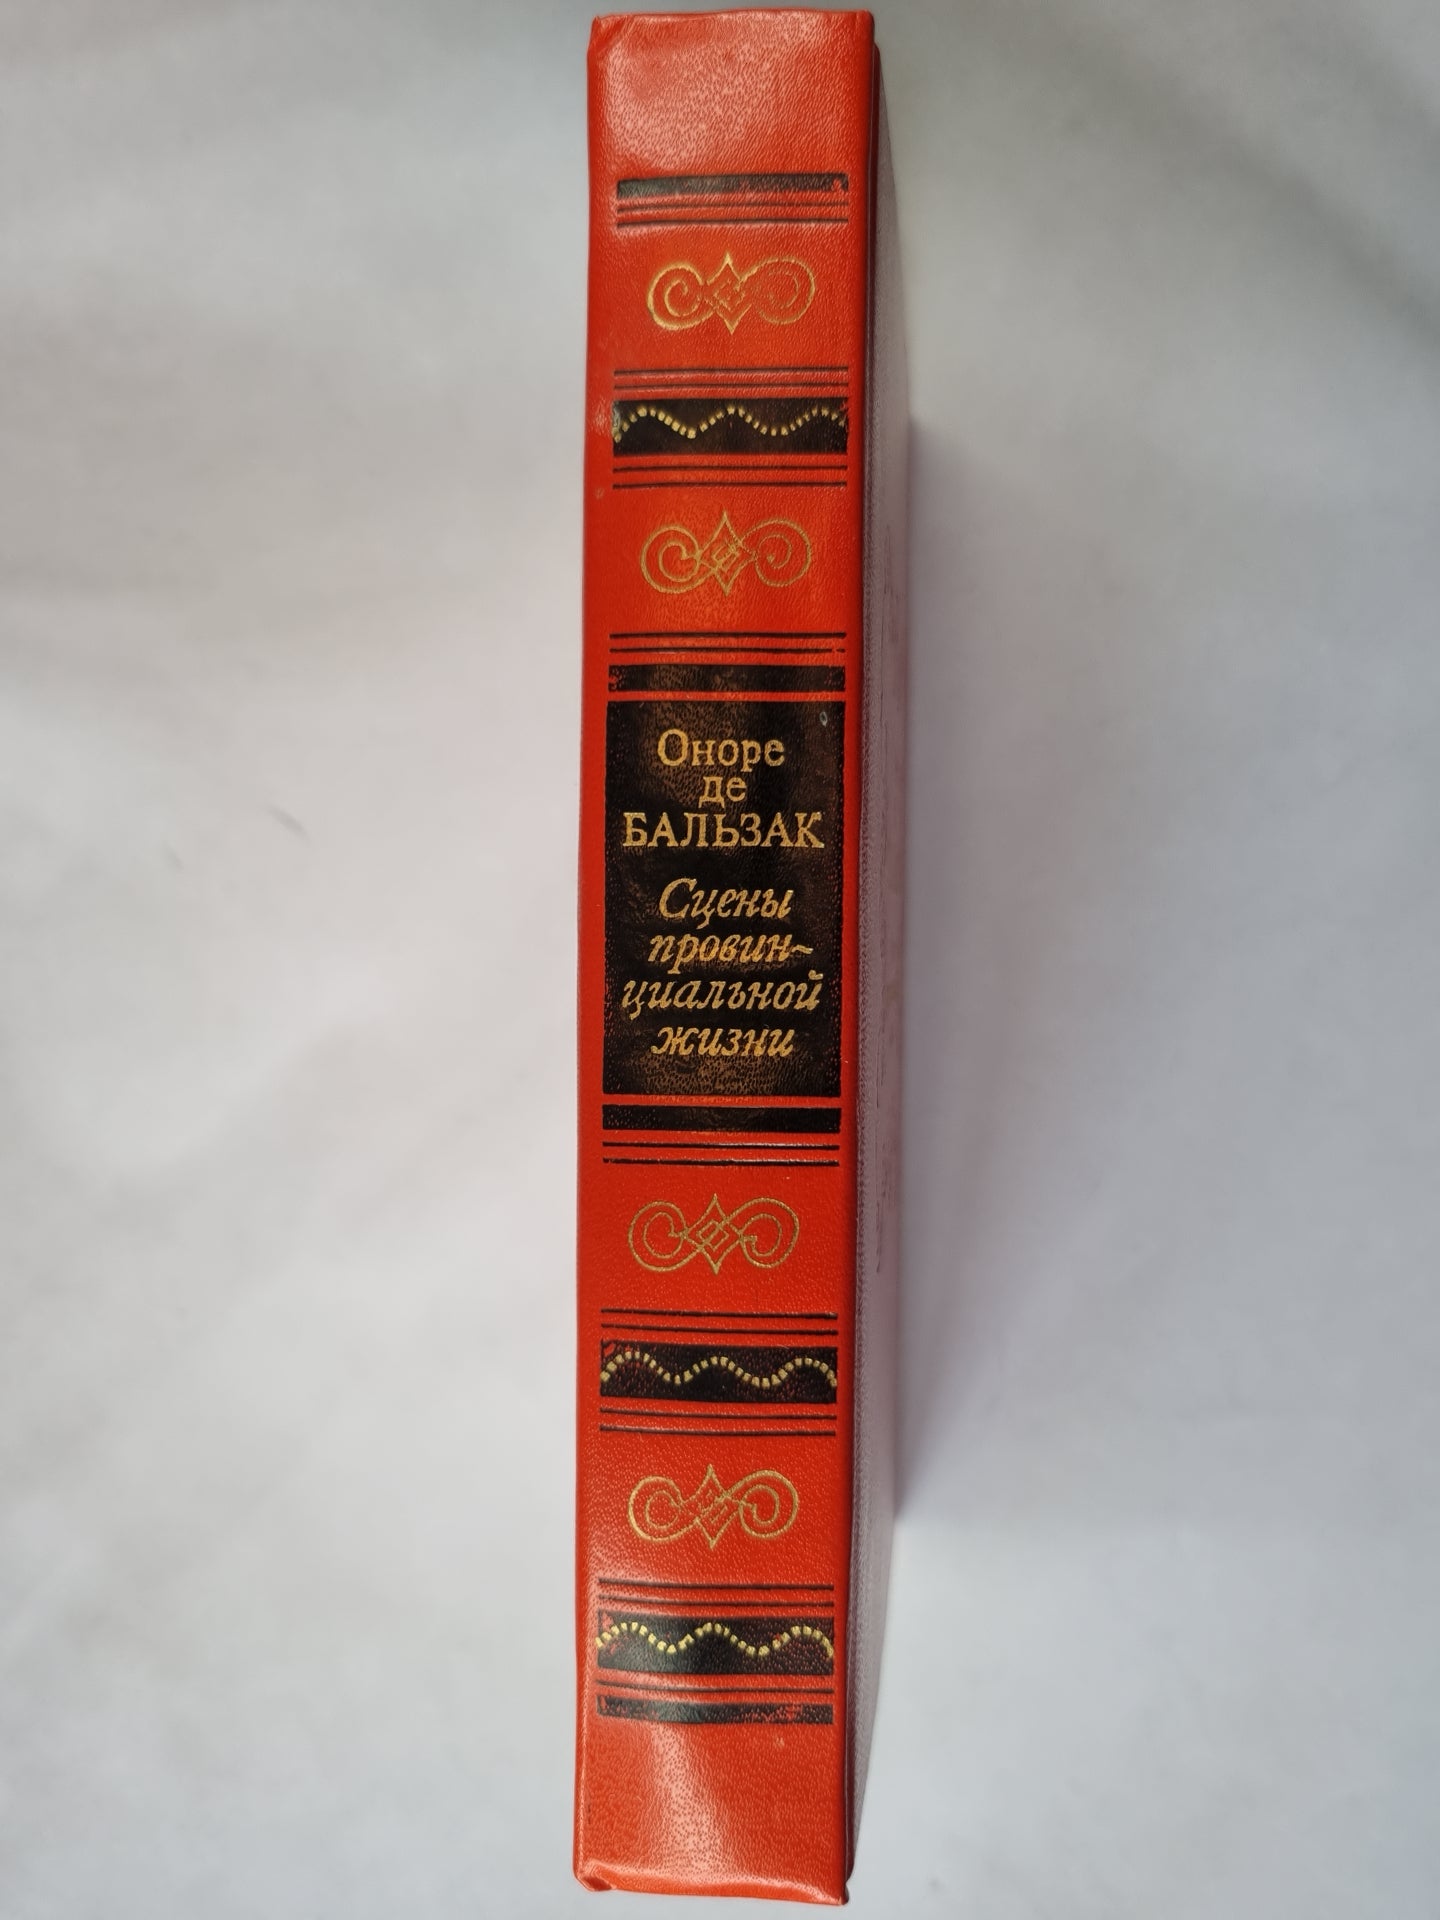 Оноре
де
БАЛЬЗАК
Сцены
провин-
циальной
жизни